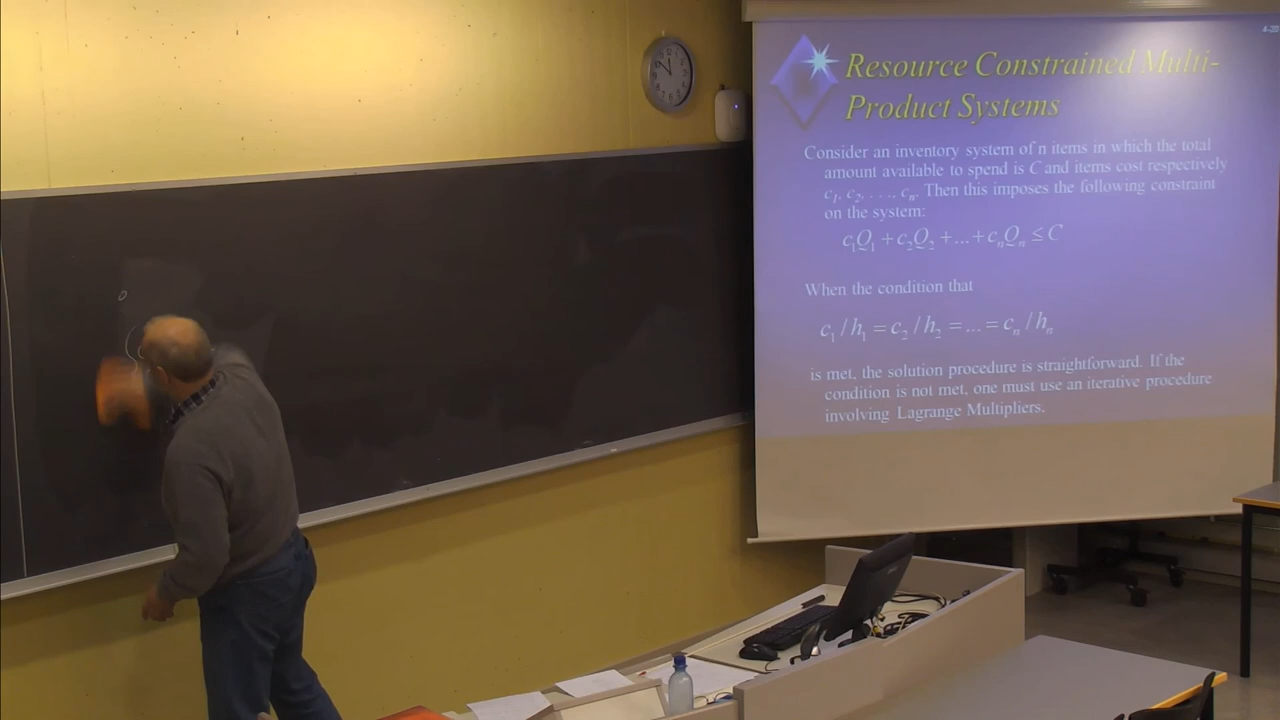 4-20
Resource Constrained Multi-
Product Systems
Consider an inventory system of n items in which the total
amount available to spend is C and items cost respectively
c₁, c₂, . . ., cₙ. Then this imposes the following constraint
on the system:
c₁Q₁ + c₂Q₂ + ... + cₙQₙ ≤ C
When the condition that
c₁ / h₁ = c₂ / h₂ = ... = cₙ / hₙ
is met, the solution procedure is straightforward. If the
condition is not met, one must use an iterative procedure
involving Lagrange Multipliers.